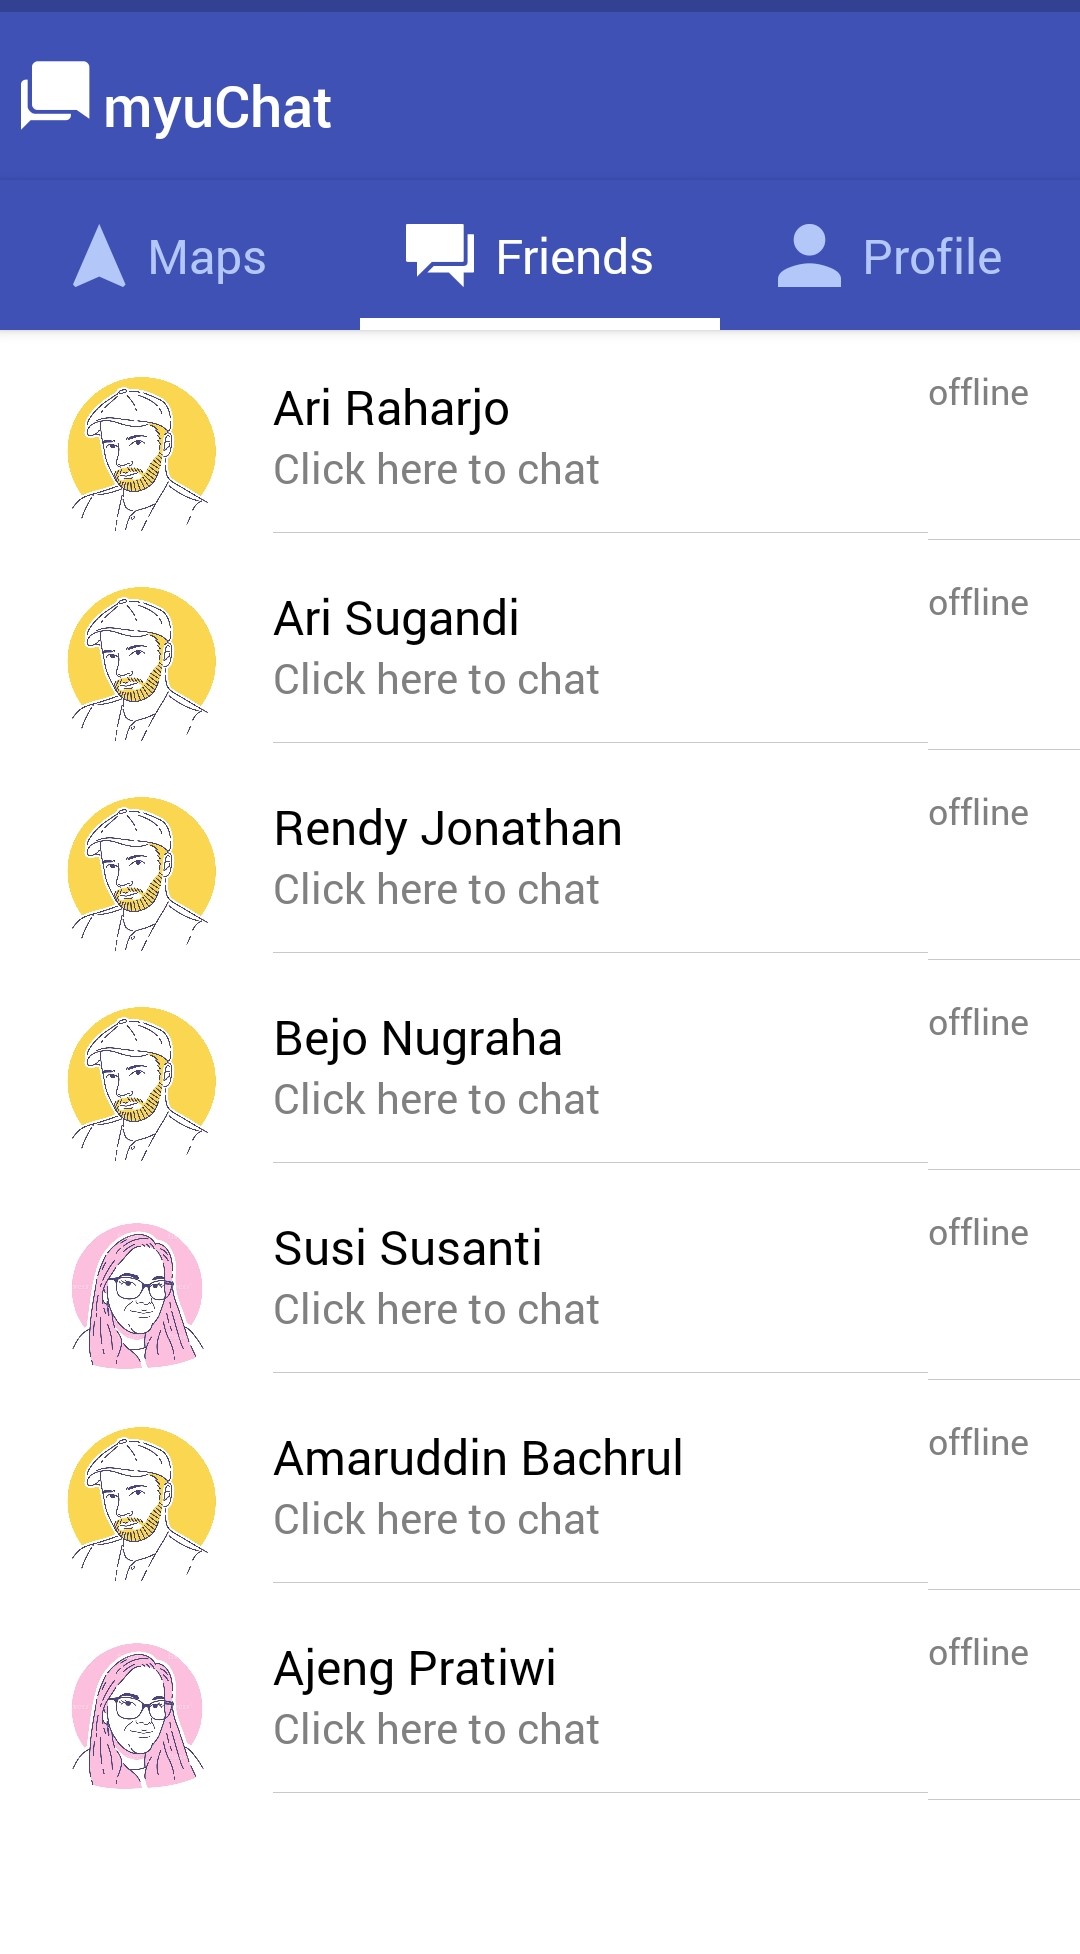 myuChat
Maps
Friends
Profile
Ari Raharjo
offline
Click here to chat
Ari Sugandi
offline
Click here to chat
Rendy Jonathan
offline
Click here to chat
Bejo Nugraha
offline
Click here to chat
Susi Susanti
offline
Click here to chat
Amaruddin Bachrul
offline
Click here to chat
Ajeng Pratiwi
offline
Click here to chat